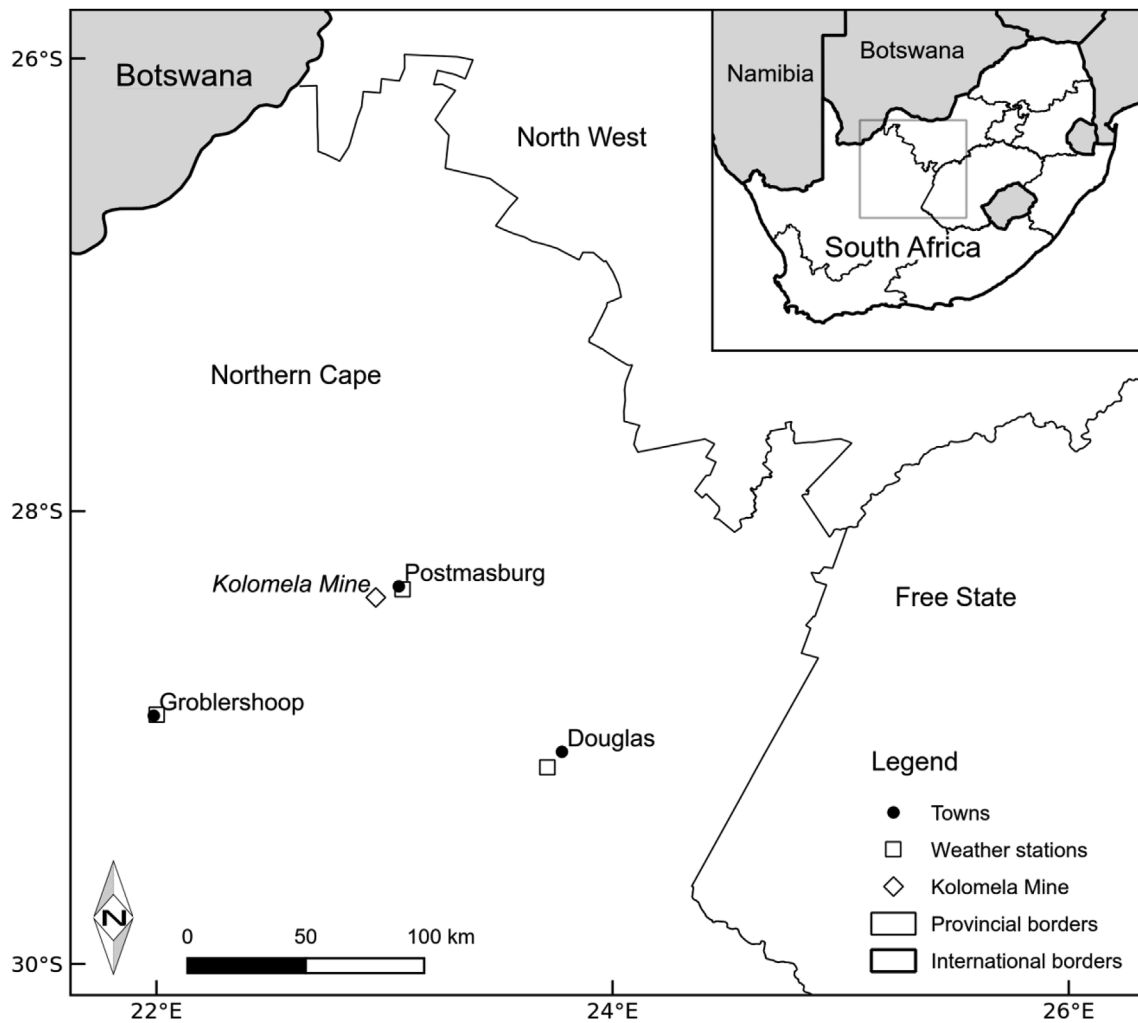 26°S
Botswana
North West
Namibia
Botswana
South Africa
Northern Cape
28°S
Kolomela Mine
Postmasburg
Free State
Groblershoop
Douglas
Legend
Towns
Weather stations
Kolomela Mine
Provincial borders
International borders
N
0 50 100 km
30°S
22°E 24°E 26°E